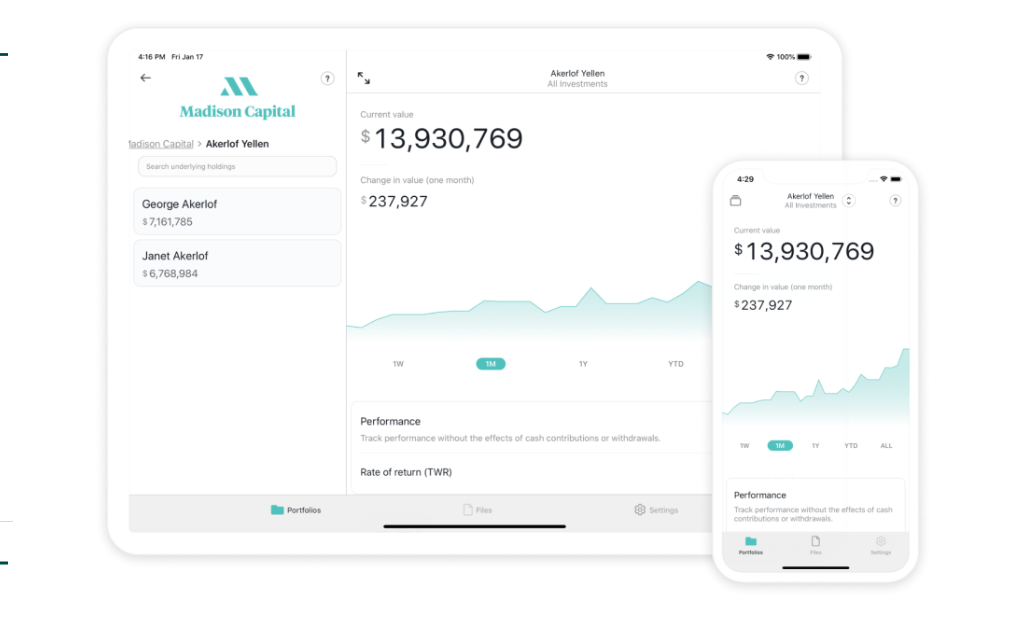 4:16 PM Fri Jan 17
100%
?
Madison Capital
adison Capital > Akerlof Yellen
Search underlying holdings
George Akerlof
$7,161,785
Janet Akerlof
$6,768,984
Akerlof Yellen
All Investments
?
Current value
$13,930,769
Change in value (one month)
$237,927
1W
1M
1Y
YTD
Performance
Track performance without the effects of cash contributions or withdrawals.
Rate of return (TWR)
Portfolios
Files
Settings
4:29
Akerlof Yellen
All Investments
?
Current value
$13,930,769
Change in value (one month)
$237,927
1W
1M
1Y
YTD
ALL
Performance
Track performance without the effects of cash
contributions or withdrawals.
Portfolios
Files
Settings